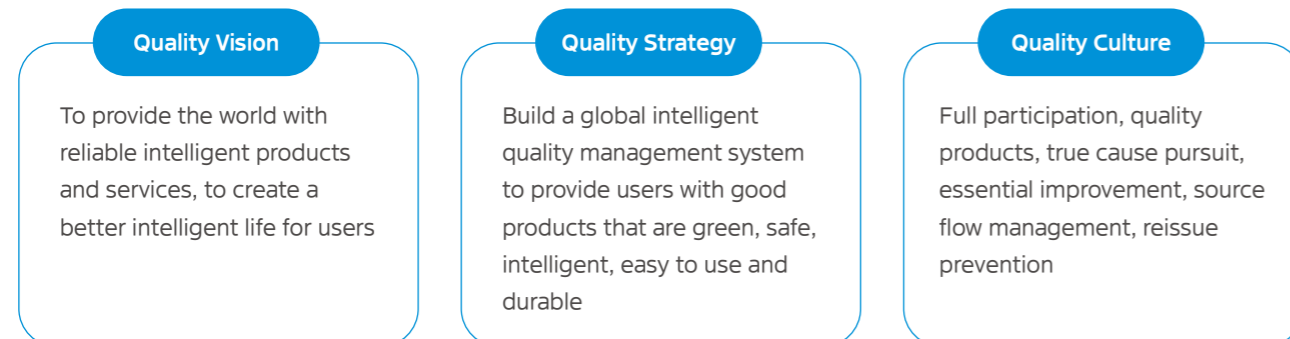 Quality Vision
To provide the world with
reliable intelligent products
and services, to create a
better intelligent life for users
Quality Strategy
Build a global intelligent
quality management system
to provide users with good
products that are green, safe,
intelligent, easy to use and
durable
Quality Culture
Full participation, quality
products, true cause pursuit,
essential improvement, source
flow management, reissue
prevention